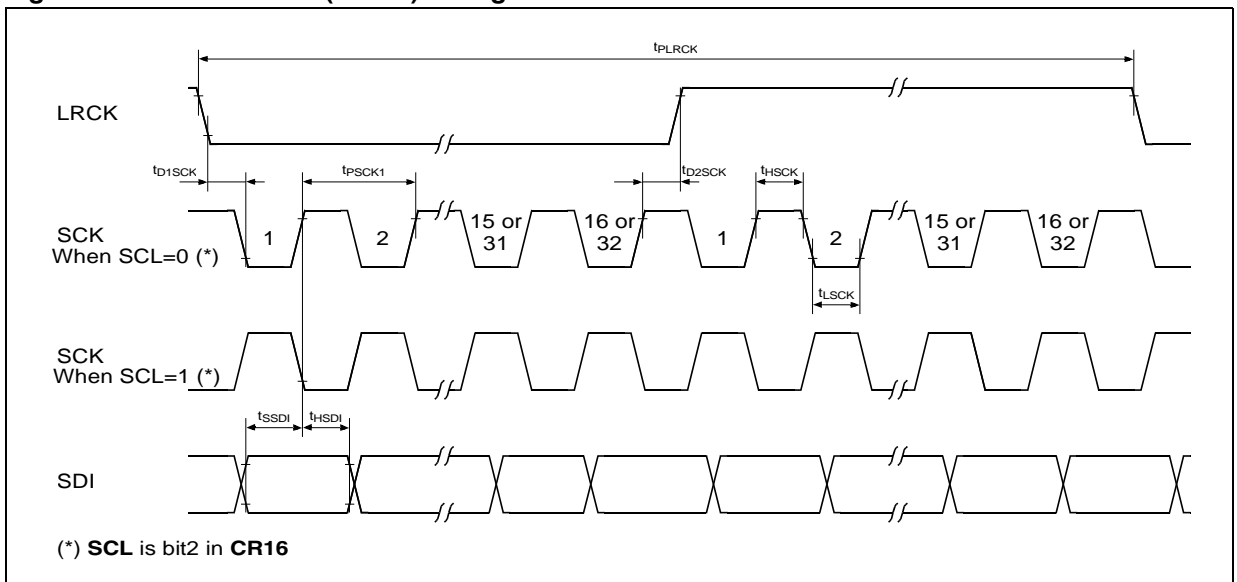 tPLRCK
LRCK
tD1SCK
tPSCK1
tD2SCK
tHSCK
SCK
When SCL=0 (*)
1
2
15 or
31
16 or
32
1
2
15 or
31
16 or
32
tLSCK
SCK
When SCL=1 (*)
tSSDI
tHSDI
SDI
(*) SCL is bit2 in CR16